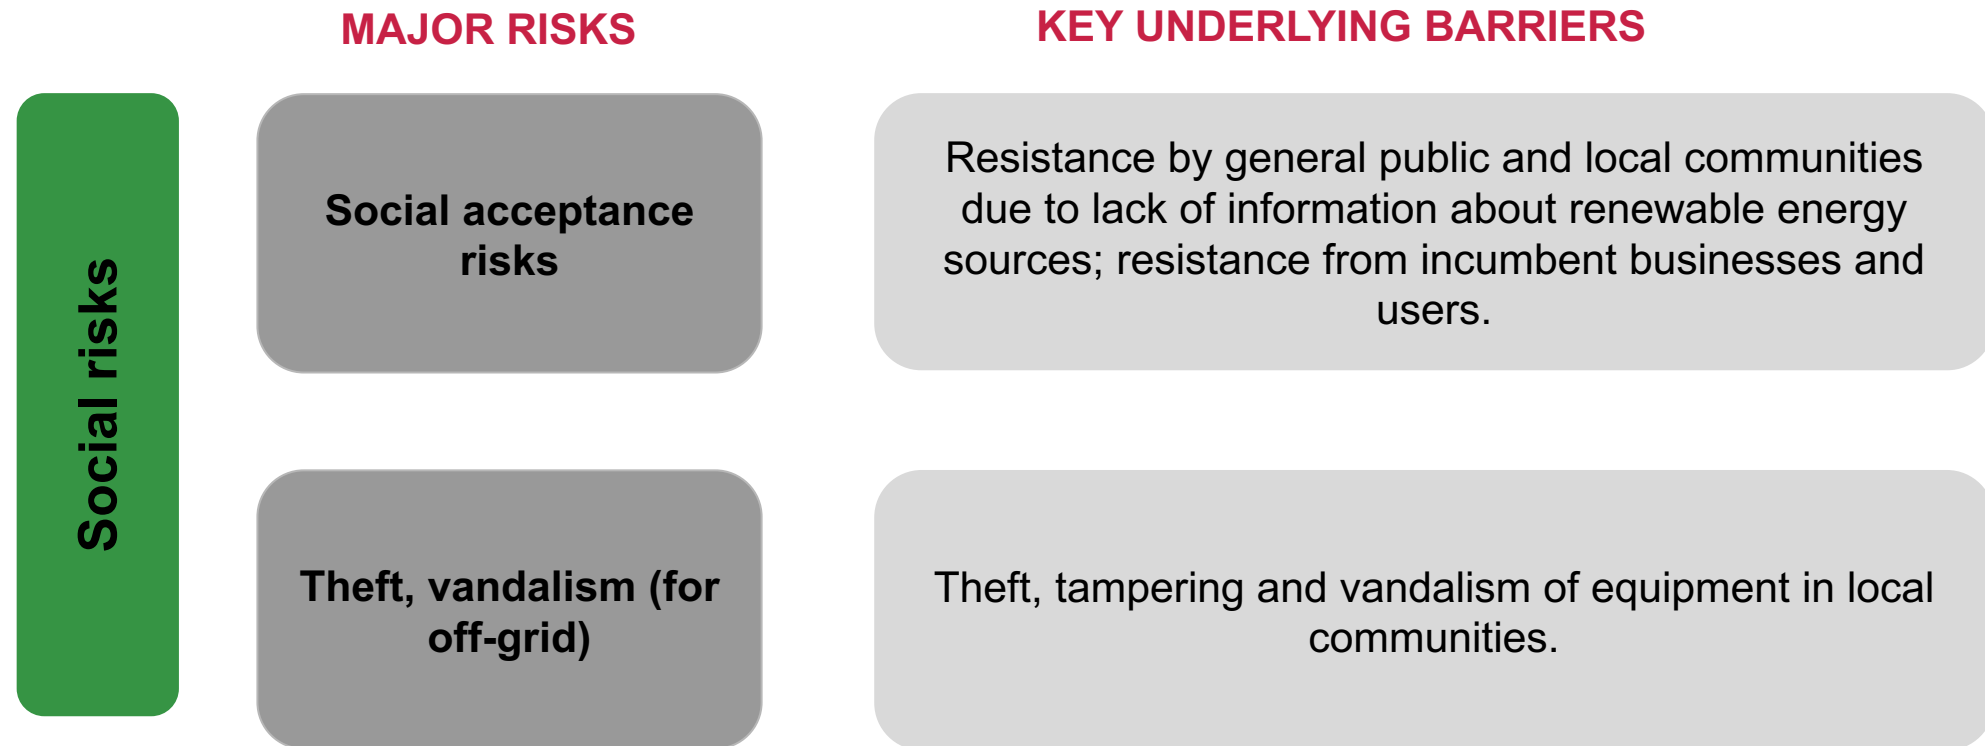 MAJOR RISKS
KEY UNDERLYING BARRIERS
Social risks
Social acceptance
risks
Resistance by general public and local communities
due to lack of information about renewable energy
sources; resistance from incumbent businesses and
users.
Theft, vandalism (for
off-grid)
Theft, tampering and vandalism of equipment in local
communities.